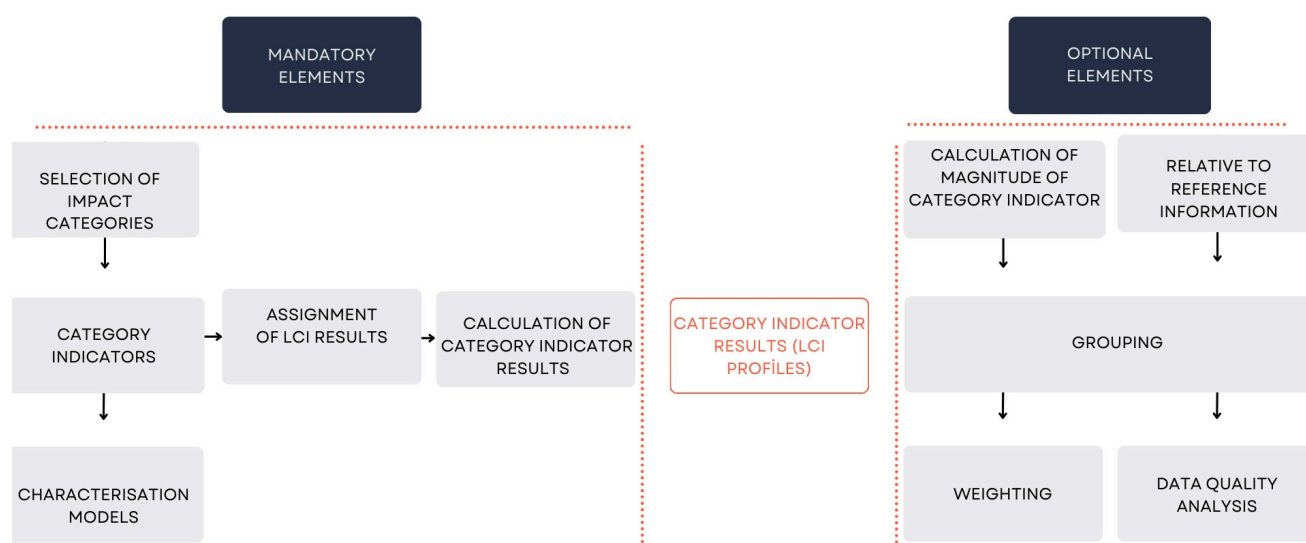 MANDATORY
ELEMENTS
OPTIONAL
ELEMENTS
SELECTION OF
IMPACT
CATEGORIES
CALCULATION OF
MAGNITUDE OF
CATEGORY INDICATOR
RELATIVE TO
REFERENCE
INFORMATION
CATEGORY
INDICATORS
ASSIGNMENT
OF LCI RESULTS
CALCULATION OF
CATEGORY INDICATOR
RESULTS
CATEGORY INDICATOR
RESULTS (LCI
PROFİLES)
GROUPING
CHARACTERISATION
MODELS
WEIGHTING
DATA QUALITY
ANALYSIS